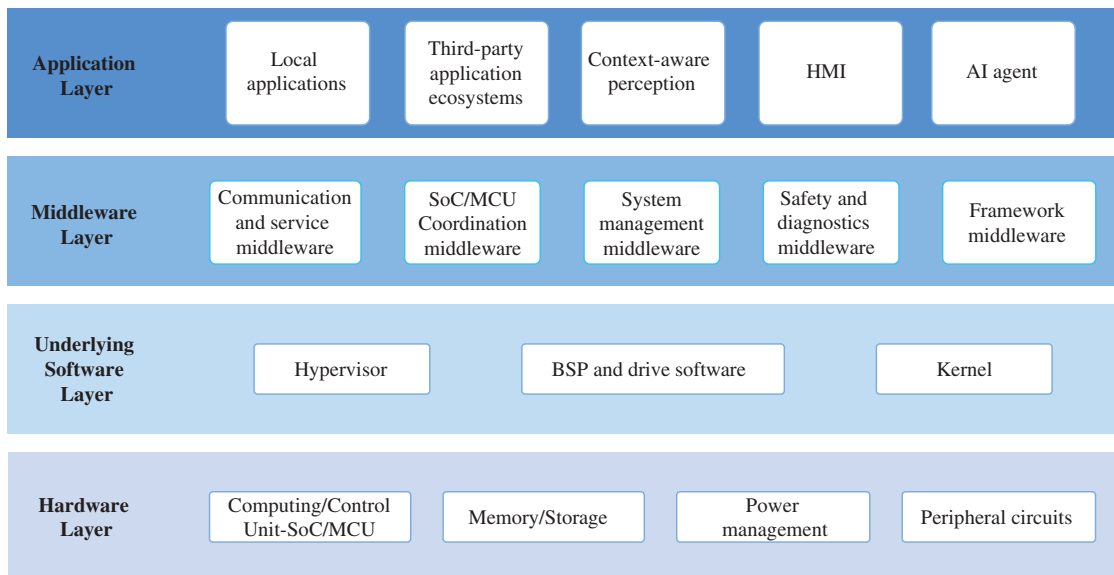 Application
Layer
Local
applications
Third-party
application
ecosystems
Context-aware
perception
HMI
AI agent
Middleware
Layer
Communication
and service
middleware
SoC/MCU
Coordination
middleware
System
management
middleware
Safety and
diagnostics
middleware
Framework
middleware
Underlying
Software
Layer
Hypervisor
BSP and drive software
Kernel
Hardware
Layer
Computing/Control
Unit-SoC/MCU
Memory/Storage
Power
management
Peripheral circuits